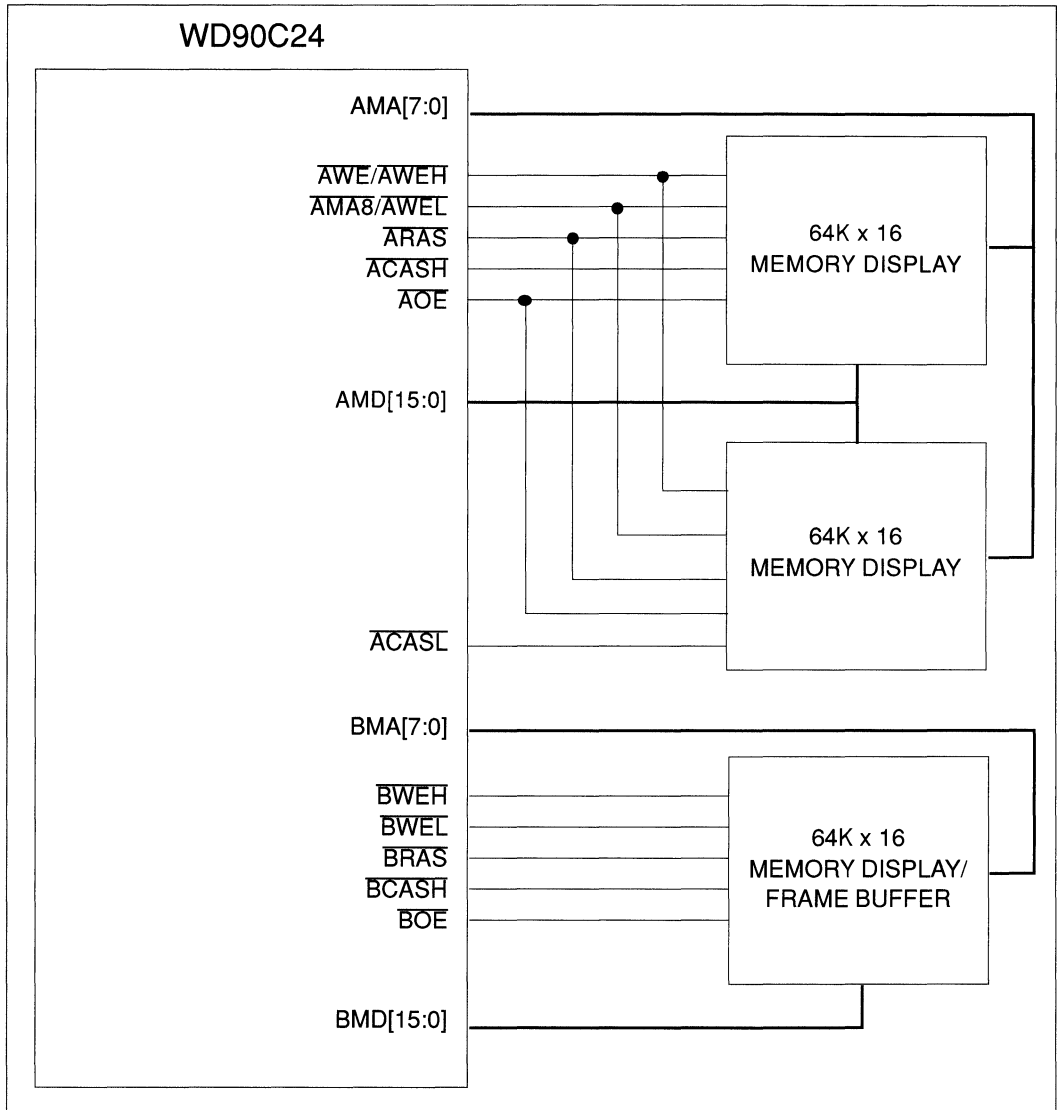 WD90C24
AMA[7:0]
AWE/AWEH
AMA8/AWEL
ARAS
ACASH
AOE
64K x 16
MEMORY DISPLAY
AMD[15:0]
64K x 16
MEMORY DISPLAY
ACASL
BMA[7:0]
BWEH
BWEL
BRAS
BCASH
BOE
64K x 16
MEMORY DISPLAY/
FRAME BUFFER
BMD[15:0]